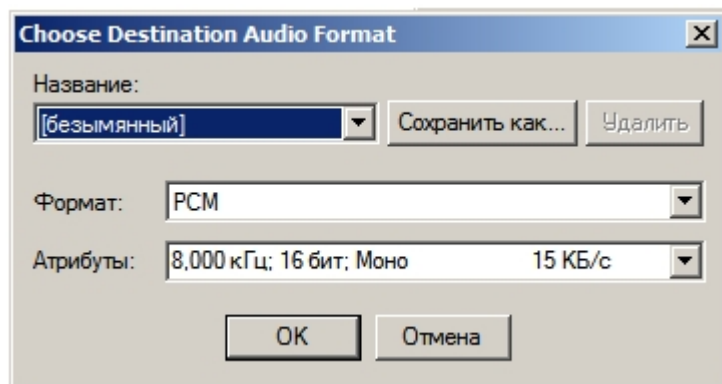 Choose Destination Audio Format
Название:
[безымянный] Сохранить как... Удалить
Формат: PCM
Атрибуты: 8,000 кГц; 16 бит; Моно 15 КБ/с
OK Отмена